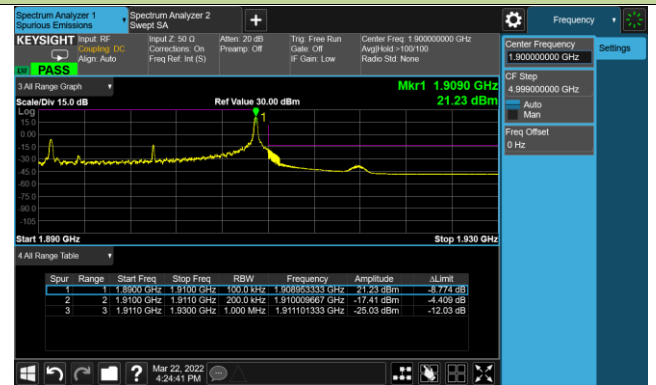 Spectrum Analyzer 1
Spurious Emissions
Spectrum Analyzer 2
Swept SA
Frequency
KEYSIGHT
Input: RF
Coupling: DC
Align: Auto
Input Z: 50 Ω
Corrections: On
Freq Ref: Int (S)
Atten: 20 dB
Preamp: Off
Trig: Free Run
Gate: Off
IF Gain: Low
Center Freq: 1.900000000 GHz
Avg|Hold:>100/100
Radio Std: None
PASS
Center Frequency
1.900000000 GHz
Settings
CF Step
4.999000000 GHz
Auto
Man
Freq Offset
0 Hz
3 All Range Graph
Mkr1 1.9090 GHz
Scale/Div 15.0 dB
Ref Value 30.00 dBm
21.23 dBm
Log
1
15.0
0.00
-15.0
-30.0
-45.0
-60.0
-75.0
-90.0
-105
Start 1.890 GHz
Stop 1.930 GHz
4 All Range Table
Spur Range Start Freq Stop Freq RBW Frequency Amplitude ΔLimit
1 1 1.8900 GHz 1.9100 GHz 100.0 kHz 1.908953333 GHz 21.23 dBm -8.774 dB
2 2 1.9100 GHz 1.9110 GHz 200.0 kHz 1.910009667 GHz -17.41 dBm -4.409 dB
3 3 1.9110 GHz 1.9300 GHz 1.000 MHz 1.911101333 GHz -25.03 dBm -12.03 dB
Mar 22, 2022
4:24:41 PM